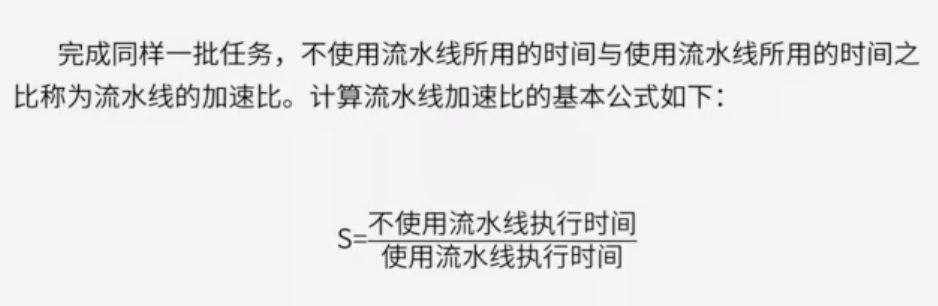 完成同样一批任务，不使用流水线所用的时间与使用流水线所用的时间之
比称为流水线的加速比。计算流水线加速比的基本公式如下：
S=不使用流水线执行时间
使用流水线执行时间